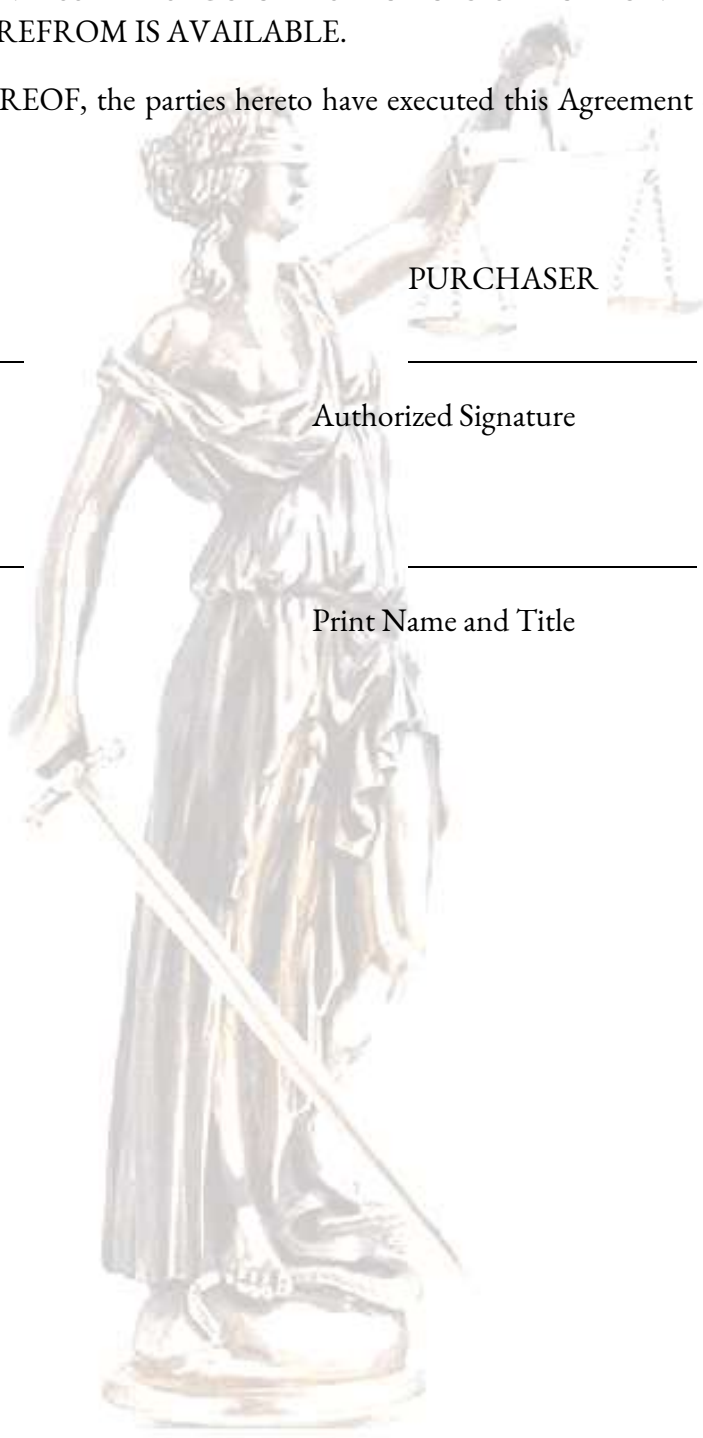 REFROM IS AVAILABLE.
REOF, the parties hereto have executed this Agreement
PURCHASER
Authorized Signature
Print Name and Title